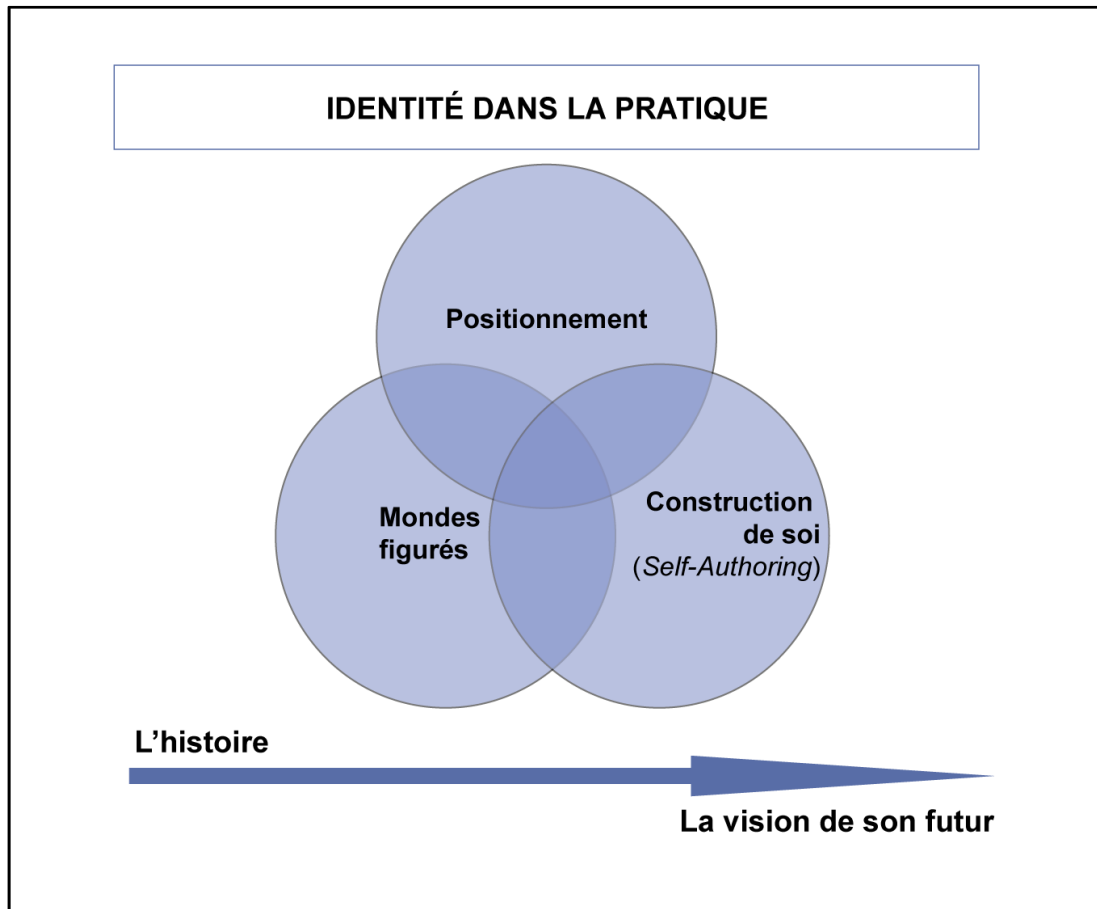 IDENTITÉ DANS LA PRATIQUE
Positionnement
Mondes
figurés
Construction
de soi
(Self-Authoring)
L’histoire
La vision de son futur